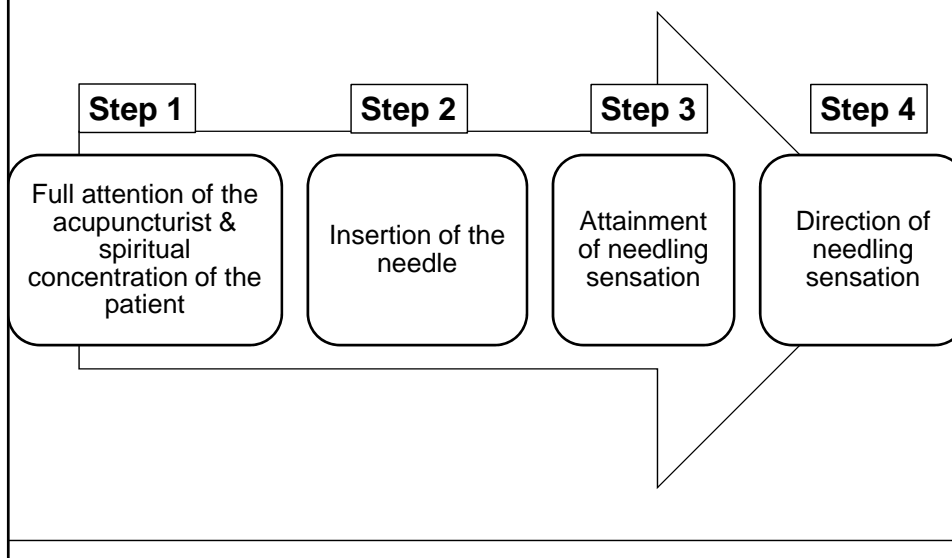 Step 1
Full attention of the
acupuncturist &
spiritual
concentration of the
patient
Step 2
Insertion of the
needle
Step 3
Attainment
of needling
sensation
Step 4
Direction of
needling
sensation